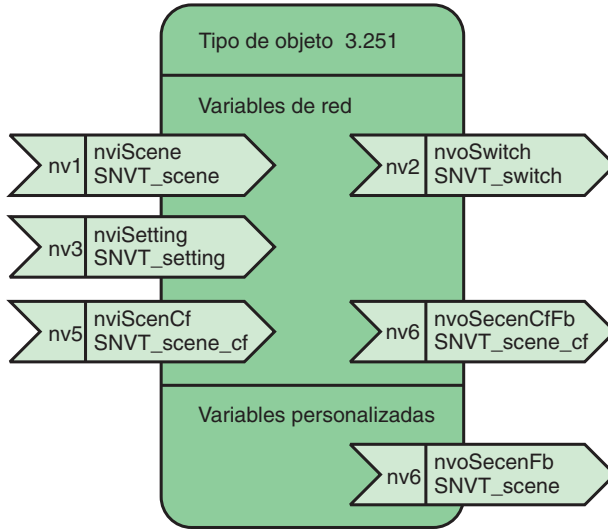 Tipo de objeto 3.251
Variables de red
nv1
nviScene
SNVT_scene
nv2
nvoSwitch
SNVT_switch
nv3
nviSetting
SNVT_setting
nv5
nviScenCf
SNVT_scene_cf
nv6
nvoSecenCfFb
SNVT_scene_cf
Variables personalizadas
nv6
nvoSecenFb
SNVT_scene